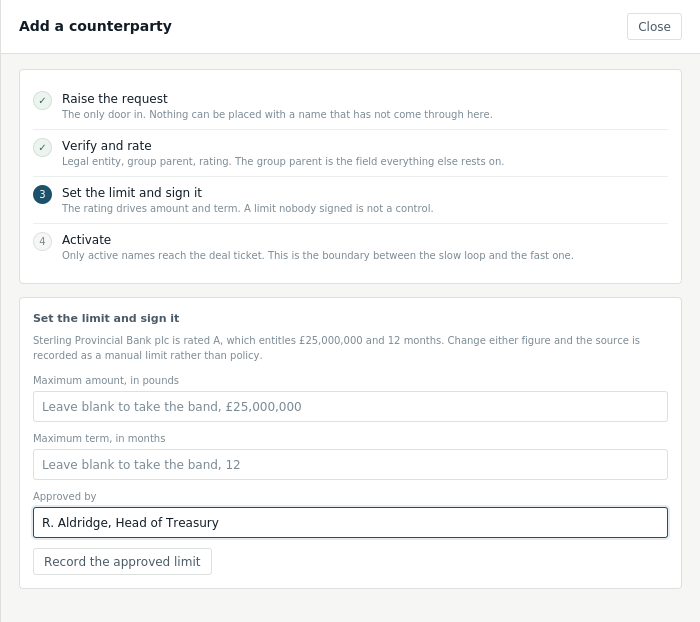 Add a counterparty
Close
✓
Raise the request
The only door in. Nothing can be placed with a name that has not come through here.
✓
Verify and rate
Legal entity, group parent, rating. The group parent is the field everything else rests on.
3
Set the limit and sign it
The rating drives amount and term. A limit nobody signed is not a control.
4
Activate
Only active names reach the deal ticket. This is the boundary between the slow loop and the fast one.
Set the limit and sign it
Sterling Provincial Bank plc is rated A, which entitles £25,000,000 and 12 months. Change either figure and the source is
recorded as a manual limit rather than policy.
Maximum amount, in pounds
Leave blank to take the band, £25,000,000
Maximum term, in months
Leave blank to take the band, 12
Approved by
R. Aldridge, Head of Treasury
Record the approved limit